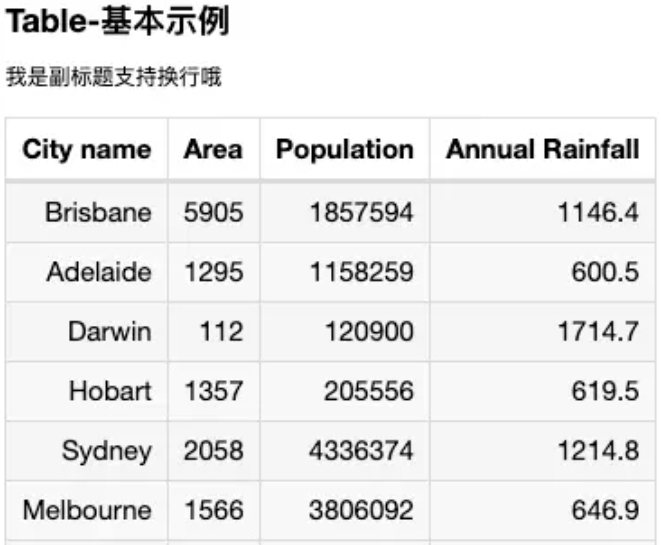 Table-基本示例
我是副标题支持换行哦
City name Area Population Annual Rainfall
Brisbane 5905 1857594 1146.4
Adelaide 1295 1158259 600.5
Darwin 112 120900 1714.7
Hobart 1357 205556 619.5
Sydney 2058 4336374 1214.8
Melbourne 1566 3806092 646.9